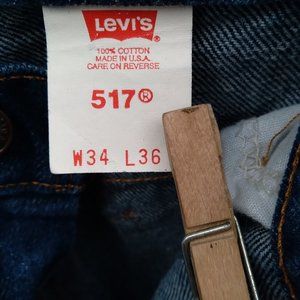 LEVI'S
100% COTTON
MADE IN U.S.A.
CARE ON REVERSE
517®
W34 L36